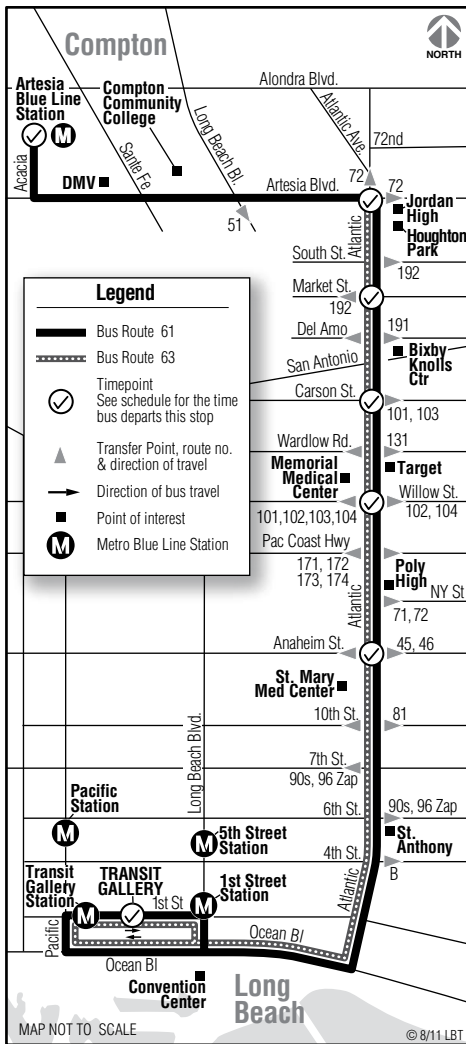 Compton
NORTH
Artesia
Blue Line
Station
M
Compton
Community
College
Alondra Blvd.
Atlantic Ave.
72nd
Long Beach Bl.
Sante Fe
Acacia
DMV
Artesia Blvd.
72
72
51
Jordan
High
Houghton
Park
Atlantic
South St.
192
Market St.
192
Del Amo
191
San Antonio
Bixby
Knolls
Ctr
Carson St.
101, 103
Wardlow Rd.
131
Memorial
Medical
Center
Target
Willow St.
102, 104
101,102,103,104
Pac Coast Hwy
171, 172
173, 174
Poly
High
NY St
71, 72
Atlantic
Anaheim St.
45, 46
St. Mary
Med Center
10th St.
81
7th St.
90s, 96 Zap
6th St.
90s, 96 Zap
St.
Anthony
4th St.
B
Legend
Bus Route 61
Bus Route 63
Timepoint
See schedule for the time
bus departs this stop
Transfer Point, route no.
& direction of travel
Direction of bus travel
Point of interest
M Metro Blue Line Station
Long Beach Blvd.
Pacific
Station
M
M 5th Street
Station
Transit
Gallery
Station
M
TRANSIT
GALLERY
1st St
M
1st Street
Station
Pacific
Atlantic
Ocean Bl
Ocean Bl
Convention
Center
Long
Beach
MAP NOT TO SCALE
© 8/11 LBT